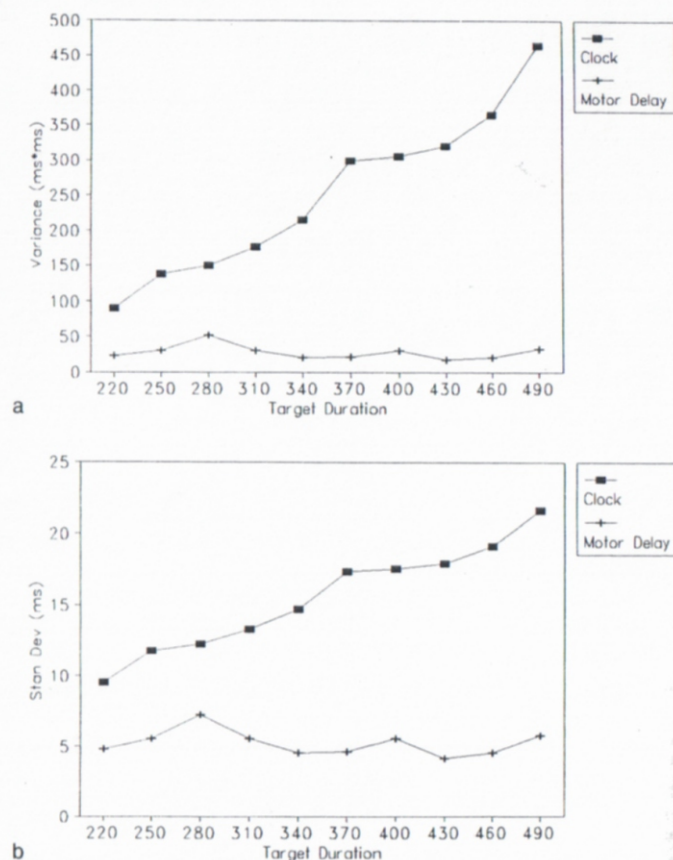 500
450
400
350
300
250
200
150
100
50
0
Variance (ms*ms)
220 250 280 310 340 370 400 430 460 490
Target Duration
Clock
Motor Delay
a
25
20
15
10
5
0
Stan Dev (ms)
220 250 280 310 340 370 400 430 460 490
Target Duration
Clock
Motor Delay
b